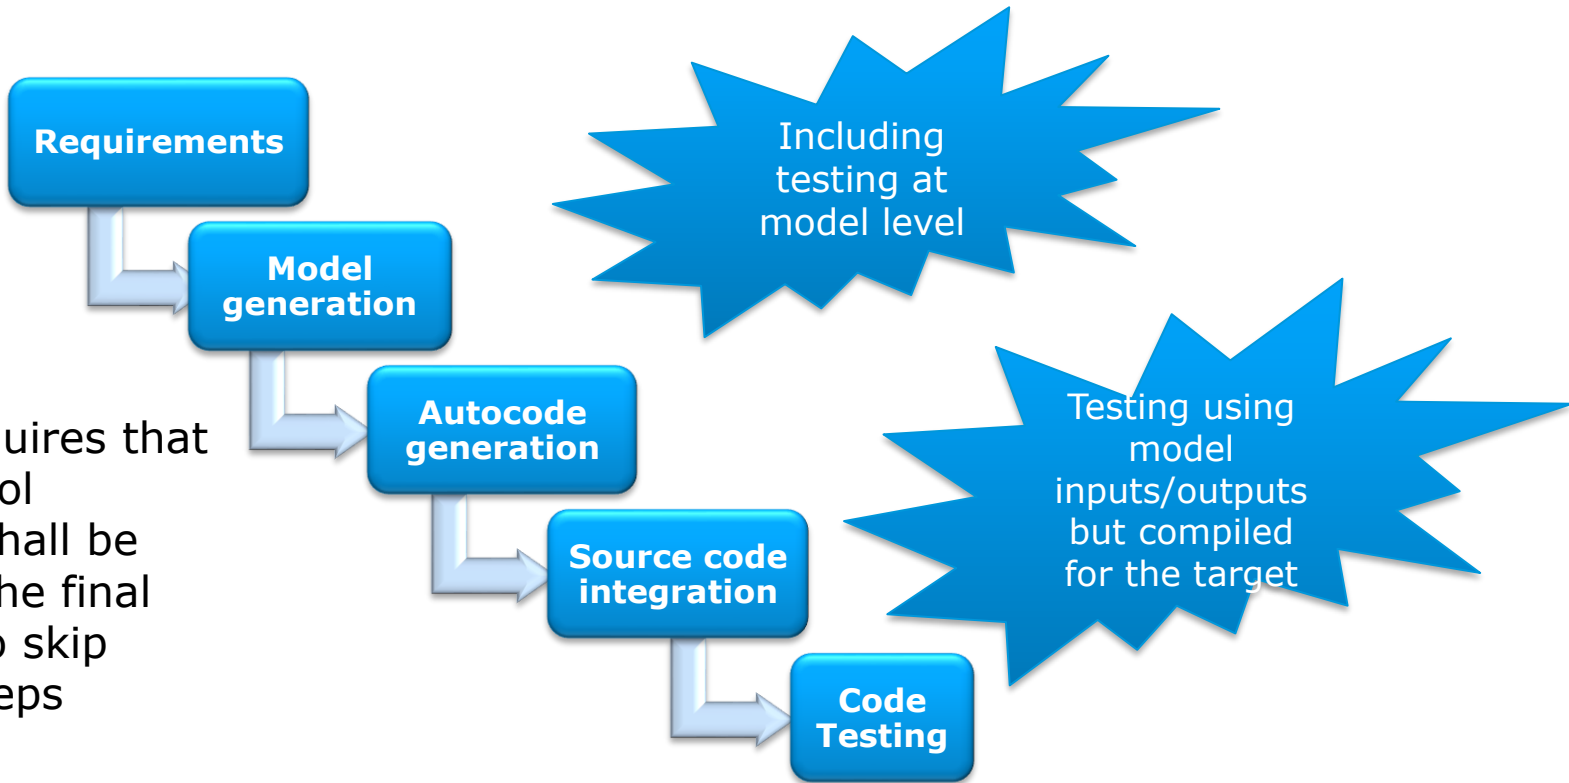 Requirements
Including
testing at
model level
Model
generation
Testing using
model
inputs/outputs
but compiled
for the target
Autocode
generation
uires that
ol
hall be
he final
o skip
eps
Source code
integration
Code
Testing